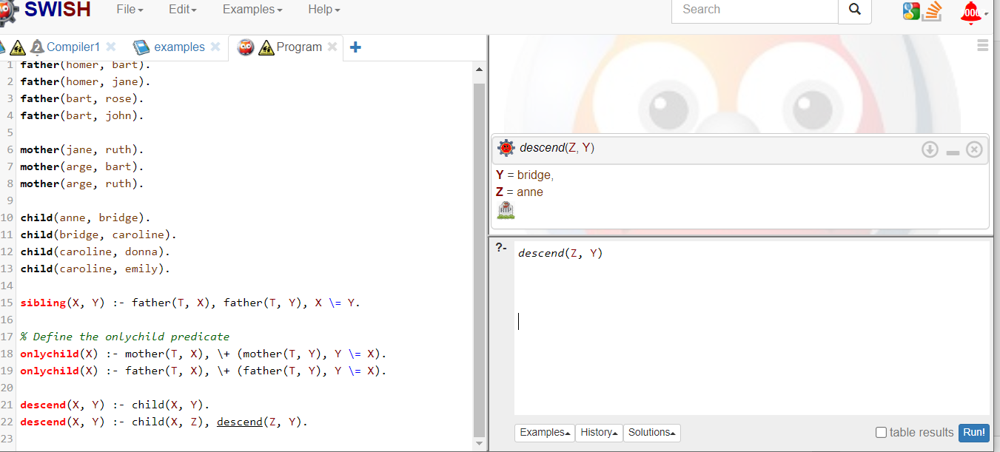 SWISH File Edit Examples Help Search
2 Compiler1 examples Program
1 father(homer, bart).
2 father(homer, jane).
3 father(bart, rose).
4 father(bart, john).
5
6 mother(jane, ruth).
7 mother(arge, bart).
8 mother(arge, ruth).
9
10 child(anne, bridge).
11 child(bridge, caroline).
12 child(caroline, donna).
13 child(caroline, emily).
14
15 sibling(X, Y) :- father(T, X), father(T, Y), X \= Y.
16
17 % Define the onlychild predicate
18 onlychild(X) :- mother(T, X), \+ (mother(T, Y), Y \= X).
19 onlychild(X) :- father(T, X), \+ (father(T, Y), Y \= X).
20
21 descend(X, Y) :- child(X, Y).
22 descend(X, Y) :- child(X, Z), descend(Z, Y).
23
descend(Z, Y)
Y = bridge,
Z = anne
RIP
?- descend(Z, Y)
Examples History Solutions table results Run!